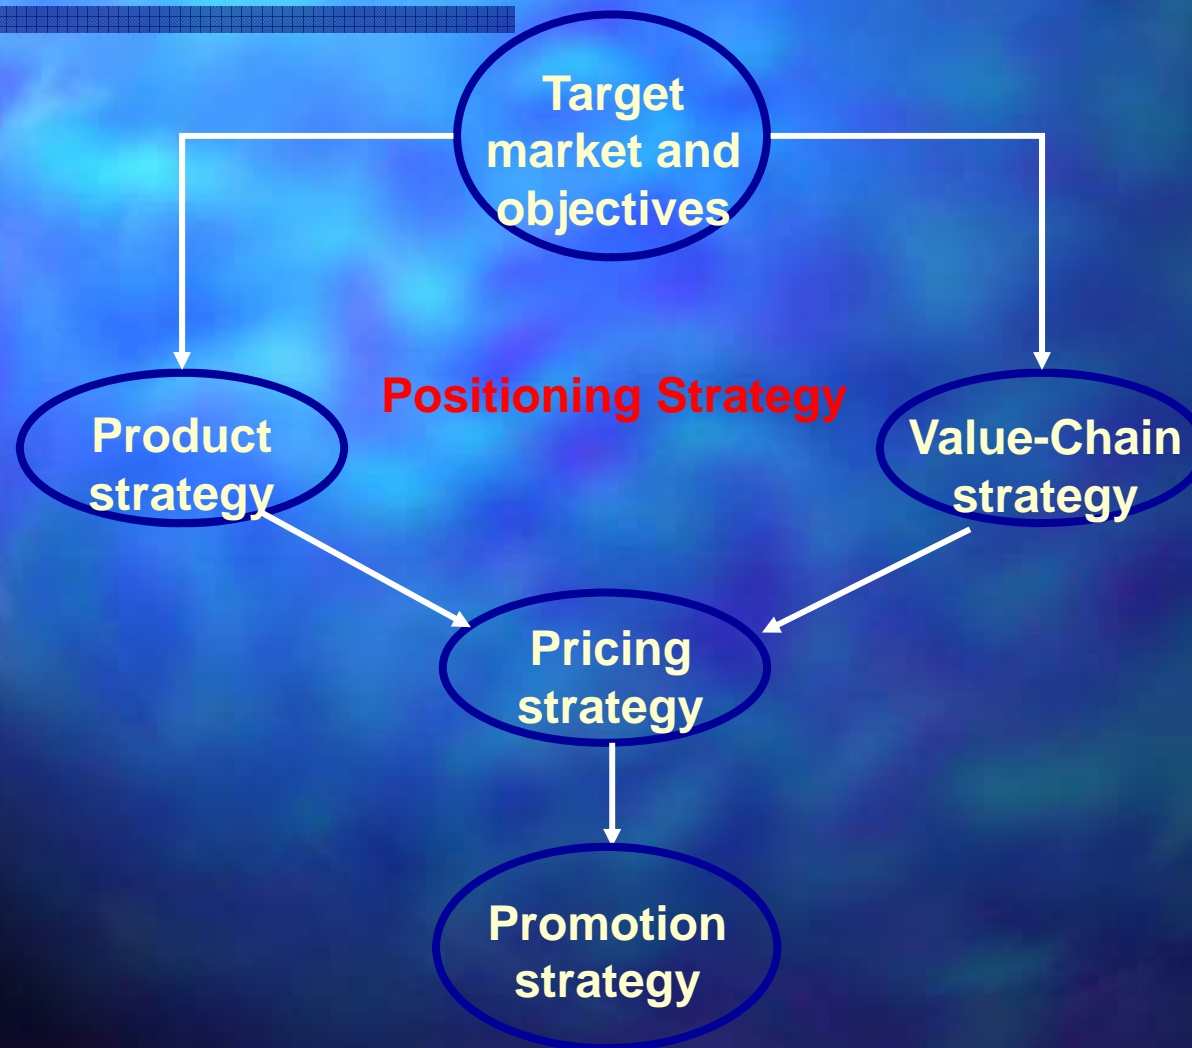 Target
market and
objectives
Positioning Strategy
Product
strategy
Value-Chain
strategy
Pricing
strategy
Promotion
strategy